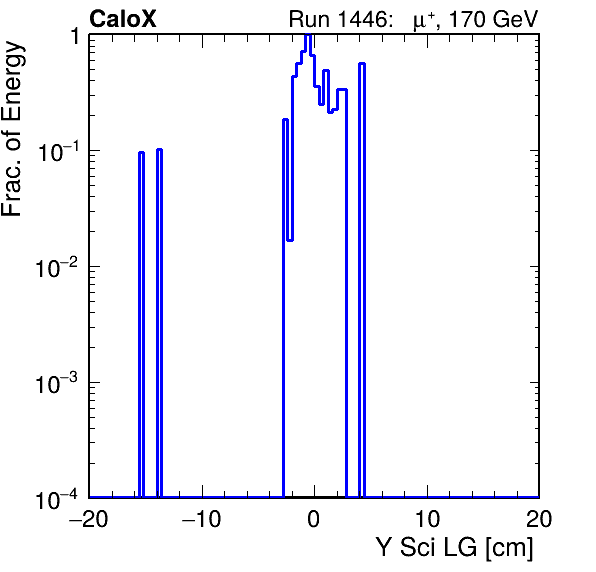 CaloX Run 1446: μ⁺, 170 GeV
Frac. of Energy
1
10⁻¹
10⁻²
10⁻³
10⁻⁴
−20 −10 0 10 20
Y Sci LG [cm]